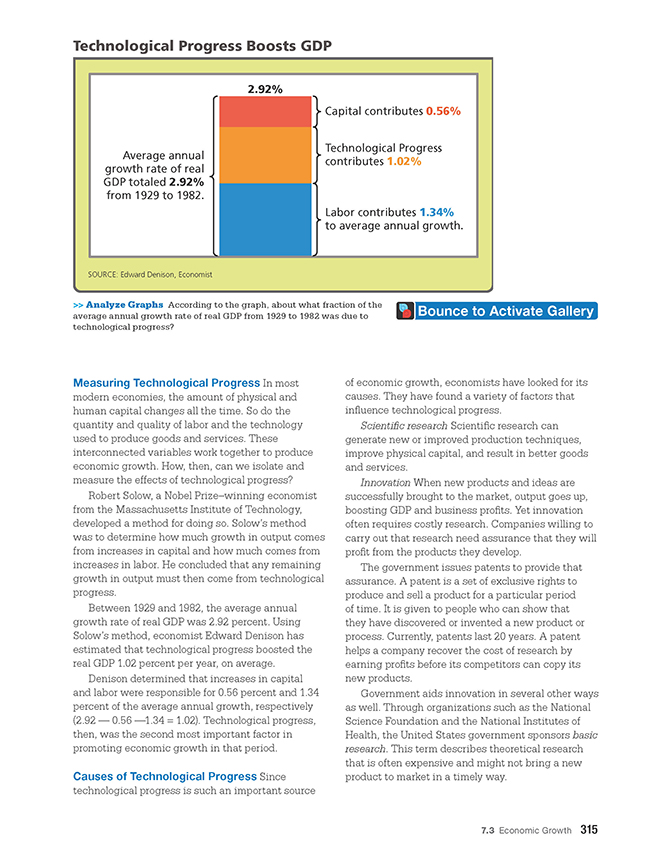 Technological Progress Boosts GDP
2.92%
Capital contributes 0.56%
Technological Progress
contributes 1.02%
Average annual
growth rate of real
GDP totaled 2.92%
from 1929 to 1982.
Labor contributes 1.34%
to average annual growth.
SOURCE: Edward Denison, Economist
>> Analyze Graphs According to the graph, about what fraction of the
average annual growth rate of real GDP from 1929 to 1982 was due to
technological progress?
Bounce to Activate Gallery
Measuring Technological Progress In most
modern economies, the amount of physical and
human capital changes all the time. So do the
quantity and quality of labor and the technology
used to produce goods and services. These
interconnected variables work together to produce
economic growth. How, then, can we isolate and
measure the effects of technological progress?
Robert Solow, a Nobel Prize–winning economist
from the Massachusetts Institute of Technology,
developed a method for doing so. Solow's method
was to determine how much growth in output comes
from increases in capital and how much comes from
increases in labor. He concluded that any remaining
growth in output must then come from technological
progress.
Between 1929 and 1982, the average annual
growth rate of real GDP was 2.92 percent. Using
Solow's method, economist Edward Denison has
estimated that technological progress boosted the
real GDP 1.02 percent per year, on average.
Denison determined that increases in capital
and labor were responsible for 0.56 percent and 1.34
percent of the average annual growth, respectively
(2.92 — 0.56 —1.34 = 1.02). Technological progress,
then, was the second most important factor in
promoting economic growth in that period.
Causes of Technological Progress Since
technological progress is such an important source
of economic growth, economists have looked for its
causes. They have found a variety of factors that
influence technological progress.
Scientific research Scientific research can
generate new or improved production techniques,
improve physical capital, and result in better goods
and services.
Innovation When new products and ideas are
successfully brought to the market, output goes up,
boosting GDP and business profits. Yet innovation
often requires costly research. Companies willing to
carry out that research need assurance that they will
profit from the products they develop.
The government issues patents to provide that
assurance. A patent is a set of exclusive rights to
produce and sell a product for a particular period
of time. It is given to people who can show that
they have discovered or invented a new product or
process. Currently, patents last 20 years. A patent
helps a company recover the cost of research by
earning profits before its competitors can copy its
new products.
Government aids innovation in several other ways
as well. Through organizations such as the National
Science Foundation and the National Institutes of
Health, the United States government sponsors basic
research. This term describes theoretical research
that is often expensive and might not bring a new
product to market in a timely way.
7.3 Economic Growth 315